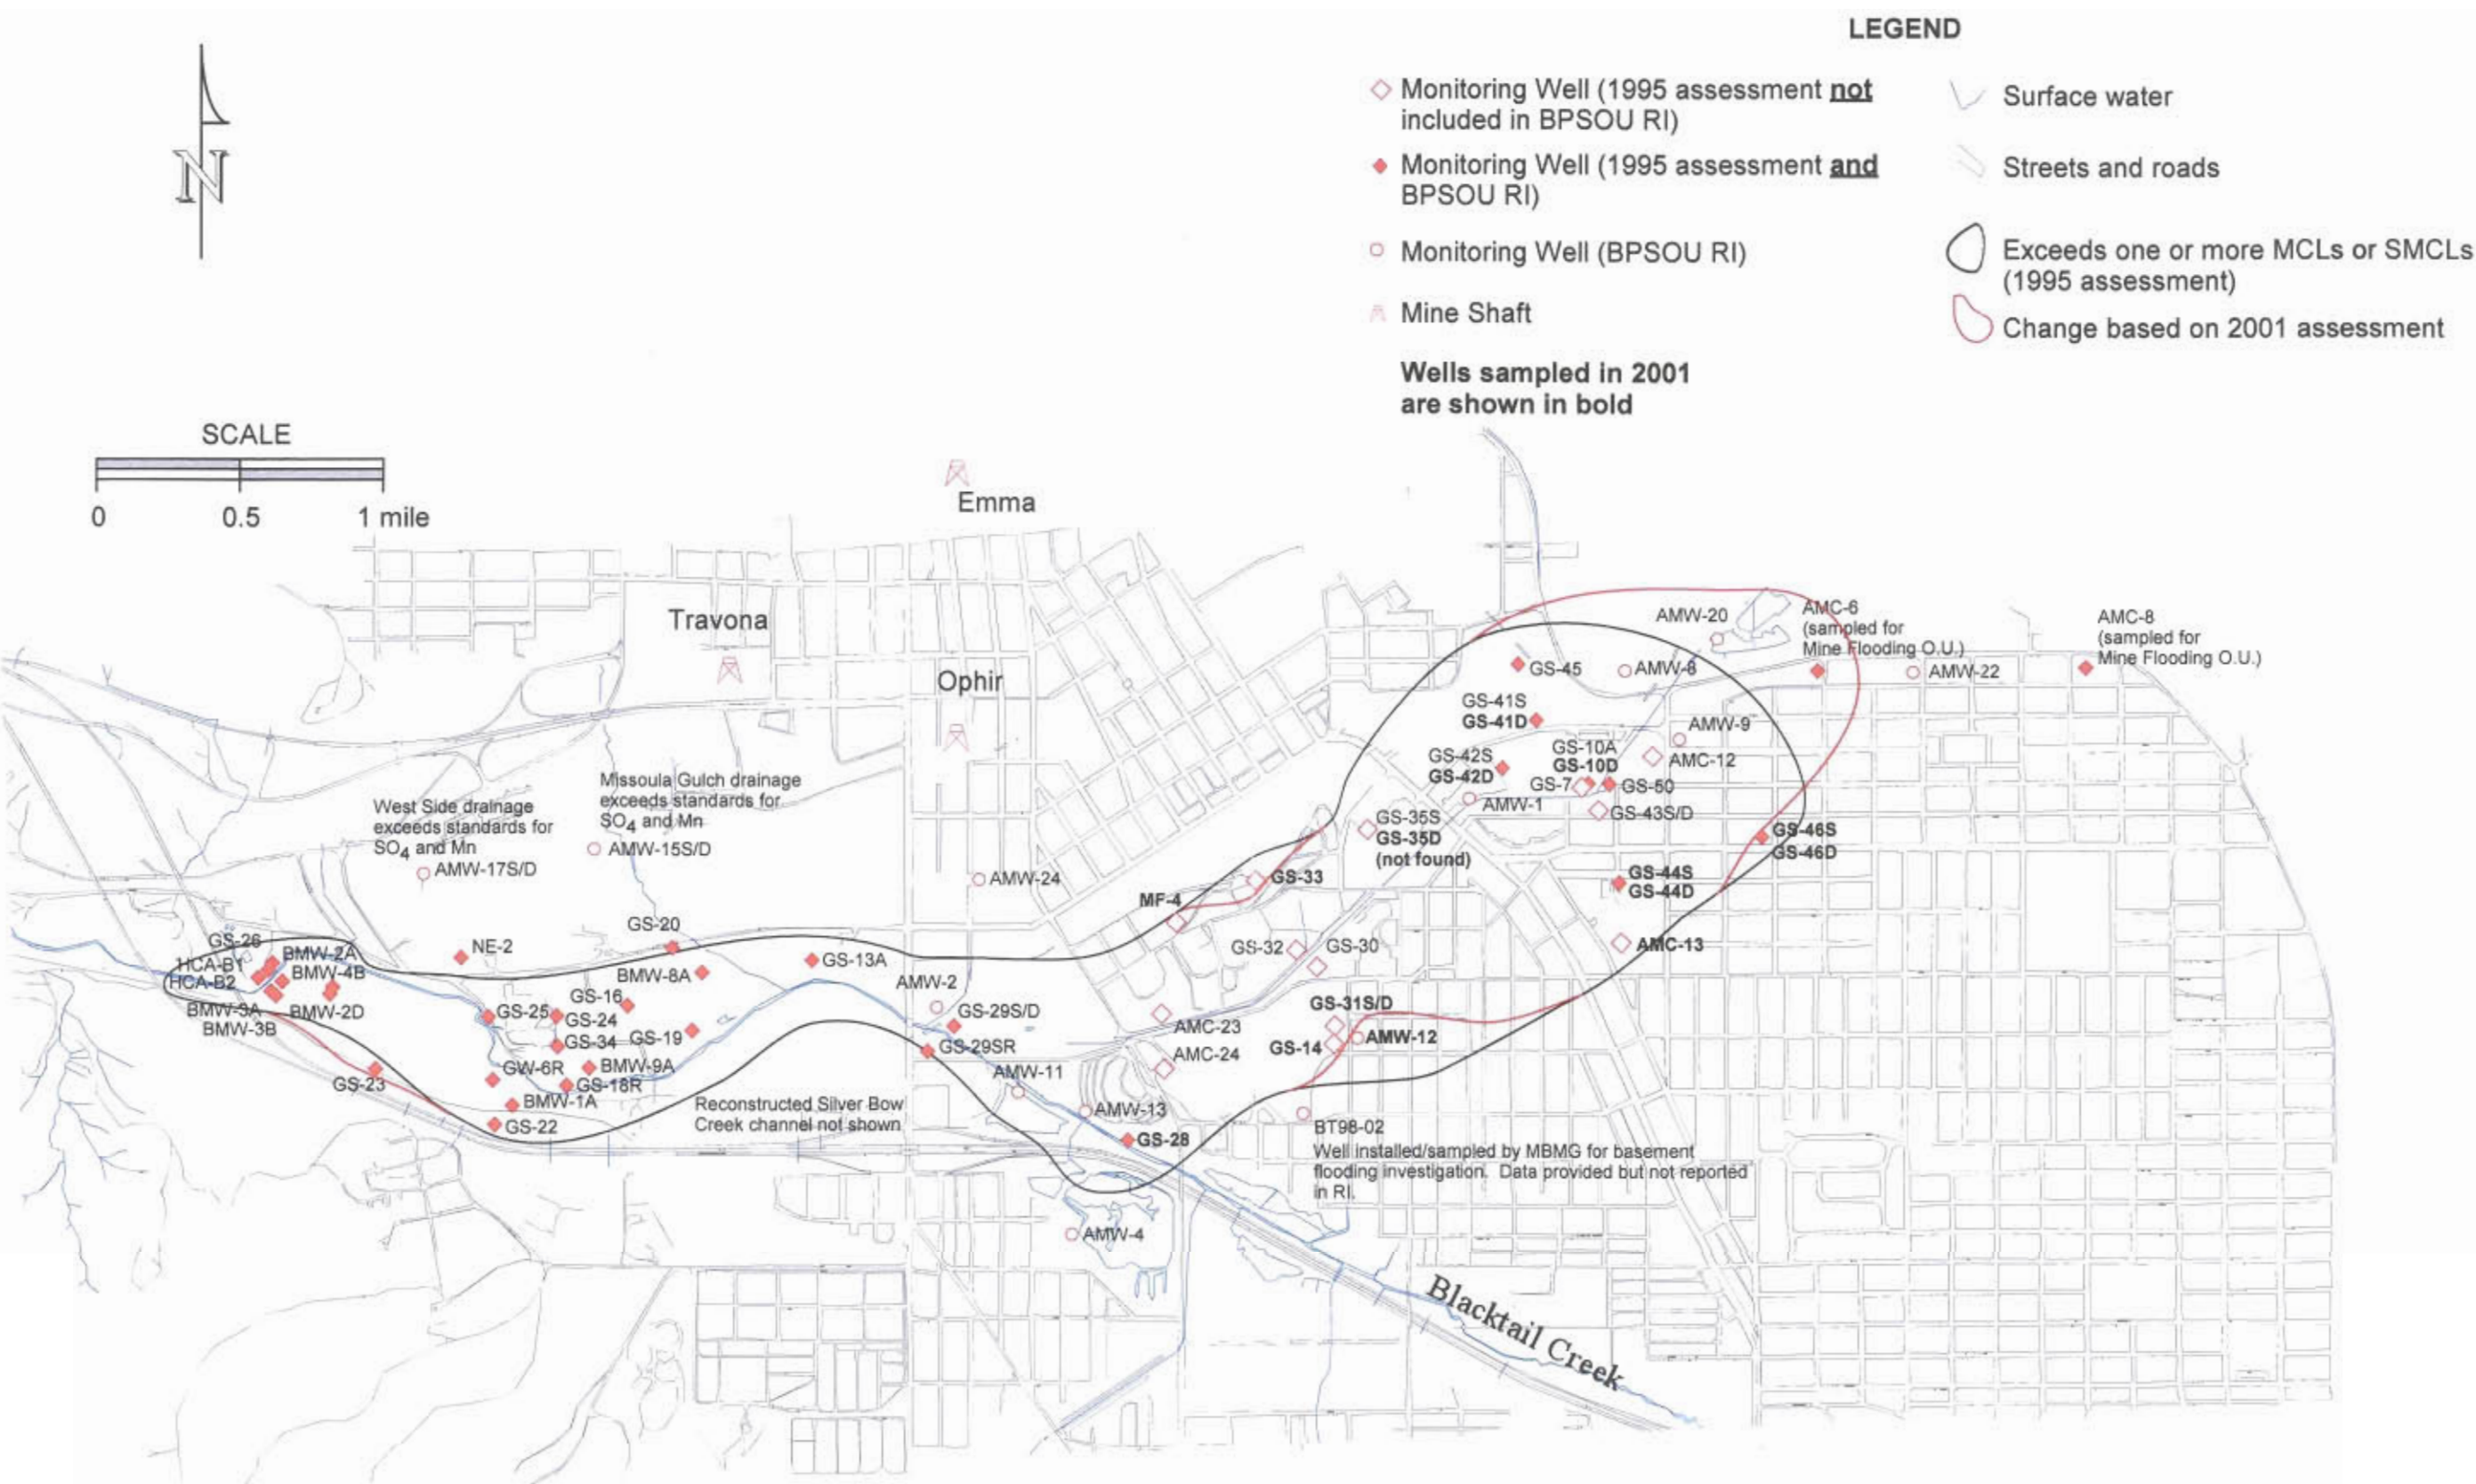 LEGEND
Monitoring Well (1995 assessment not
included in BPSOU RI)
Monitoring Well (1995 assessment and
BPSOU RI)
Monitoring Well (BPSOU RI)
Mine Shaft
Wells sampled in 2001
are shown in bold
Surface water
Streets and roads
Exceeds one or more MCLs or SMCLs
(1995 assessment)
Change based on 2001 assessment
N
SCALE
0 0.5 1 mile
Emma
Travona
Ophir
AMW-20
AMC-6
(sampled for
Mine Flooding O.U.)
AMC-8
(sampled for
Mine Flooding O.U.)
GS-45
AMW-8
AMW-22
GS-41S
GS-41D
AMW-9
GS-42S
GS-42D
GS-10A
GS-10D
AMC-12
GS-7
GS-50
AMW-1
GS-43S/D
GS-35S
GS-35D
(not found)
GS-46S
GS-46D
GS-44S
GS-44D
AMC-13
West Side drainage
exceeds standards for
SO4 and Mn
AMW-17S/D
Missoula Gulch drainage
exceeds standards for
SO4 and Mn
AMW-15S/D
AMW-24
GS-33
MF-4
GS-32
GS-30
GS-20
NE-2
GS-26
BMW-2A
HCA-B1
BMW-4B
HCA-B2
BMW-3A
BMW-2D
BMW-3B
GS-13A
BMW-8A
AMW-2
GS-16
GS-25
GS-24
GS-29S/D
GS-34
GS-19
GS-29SR
AMC-23
GS-31S/D
AMW-12
GS-14
AMC-24
GS-23
GW-6R
BMW-9A
GS-18R
AMW-11
BMW-1A
GS-22
Reconstructed Silver Bow
Creek channel not shown
AMW-13
GS-28
BT98-02
Well installed/sampled by MBMG for basement
flooding investigation. Data provided but not reported
in RI.
AMW-4
Blacktail Creek